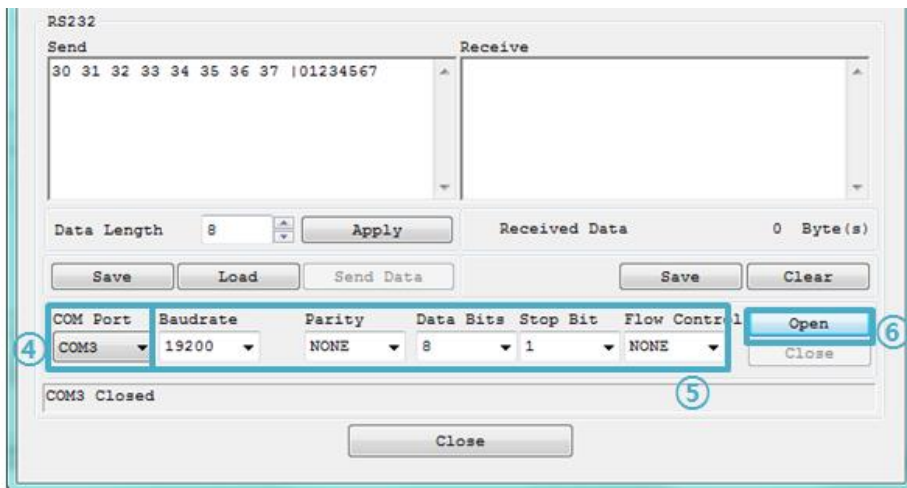 RS232
Send Receive
30 31 32 33 34 35 36 37 |01234567
Data Length 8 Apply Received Data 0 Byte(s)
Save Load Send Data Save Clear
COM Port Baudrate Parity Data Bits Stop Bit Flow Control Open
④ COM3 19200 NONE 8 1 NONE ⑥
Close
⑤
COM3 Closed
Close